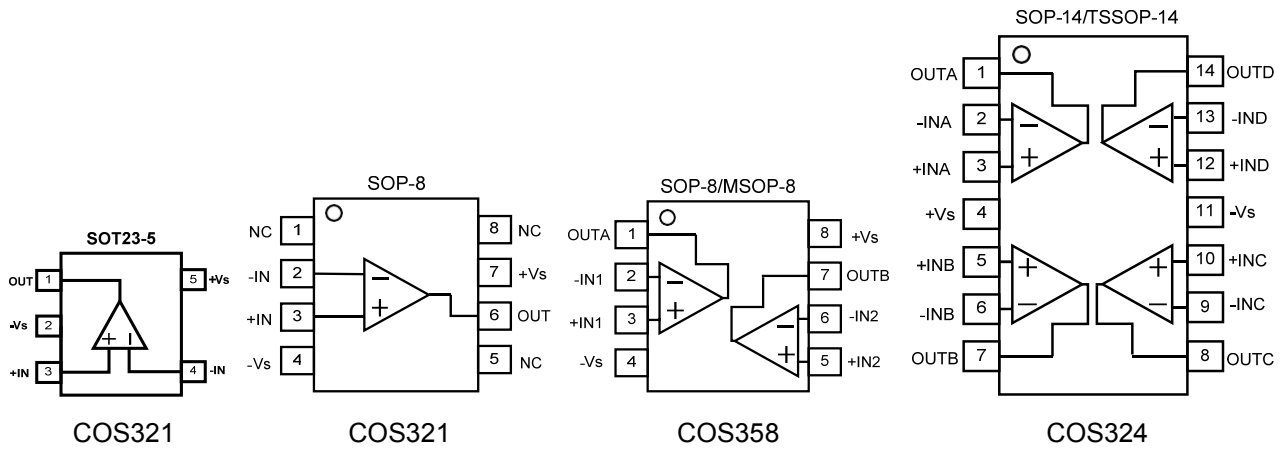 SOT23-5
OUT 1
5 +Vs
-Vs 2
+IN 3
4 -IN
+ −
COS321
SOP-8
NC 1
8 NC
-IN 2
7 +Vs
+IN 3
6 OUT
-Vs 4
5 NC
−
+
COS321
SOP-8/MSOP-8
OUTA 1
8 +Vs
-IN1 2
7 OUTB
+IN1 3
6 -IN2
-Vs 4
5 +IN2
−
+
−
+
COS358
SOP-14/TSSOP-14
OUTA 1
14 OUTD
-INA 2
13 -IND
+INA 3
12 +IND
+Vs 4
11 -Vs
+INB 5
10 +INC
-INB 6
9 -INC
OUTB 7
8 OUTC
− −
+ +
+ +
− −
COS324